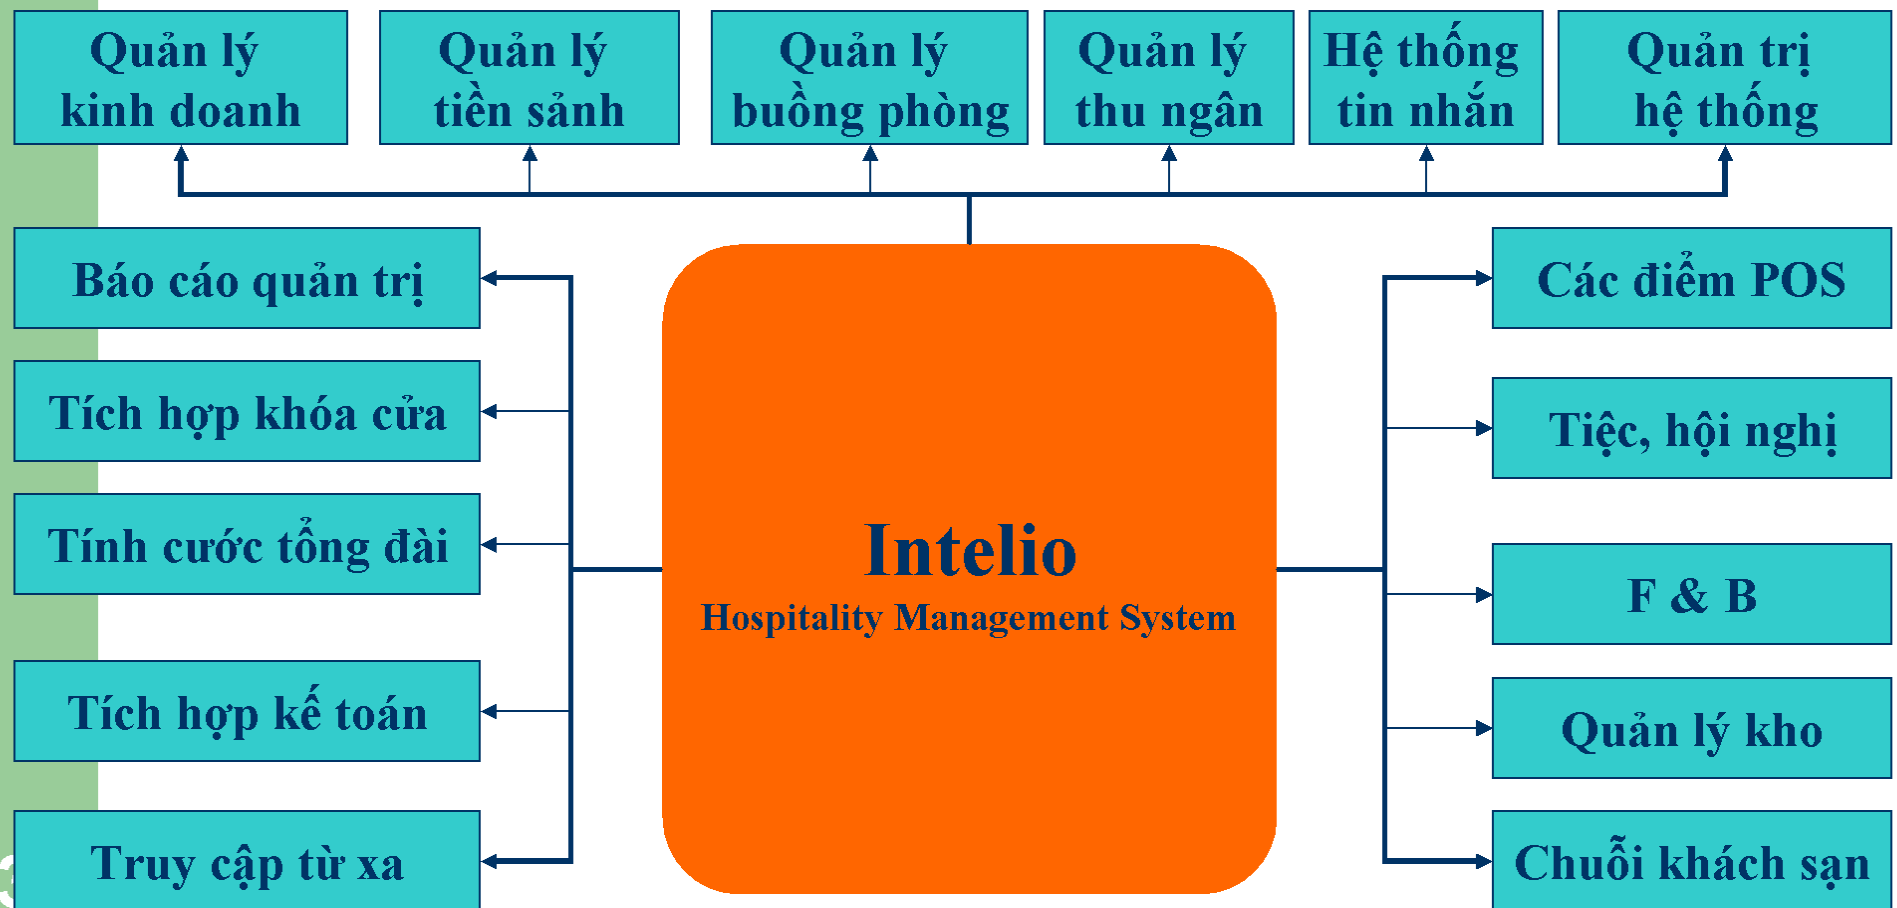 Quản lý
kinh doanh
Quản lý
tiền sảnh
Quản lý
buồng phòng
Quản lý
thu ngân
Hệ thống
tin nhắn
Quản trị
hệ thống
Báo cáo quản trị
Tích hợp khóa cửa
Tính cước tổng đài
Tích hợp kế toán
Truy cập từ xa
Intelio
Hospitality Management System
Các điểm POS
Tiệc, hội nghị
F & B
Quản lý kho
Chuỗi khách sạn